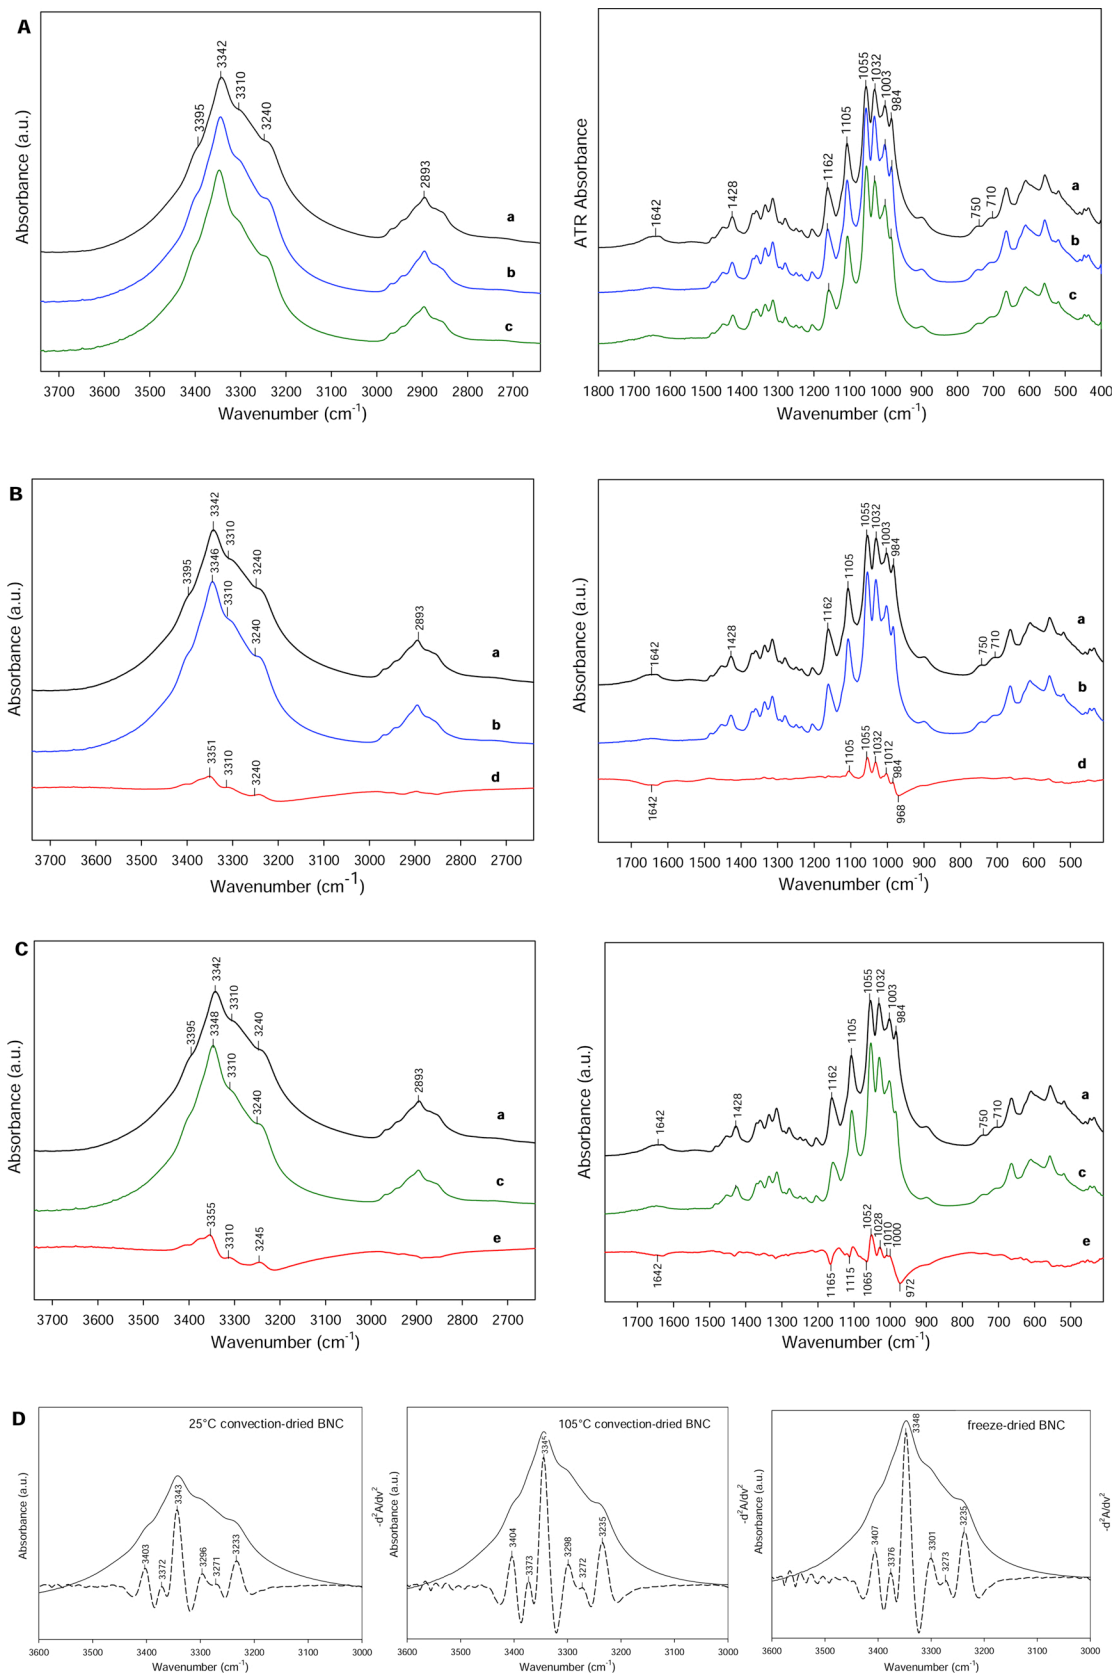 A
3395
3342
3310
3240
2893
a
b
c
Absorbance (a.u.)
3700 3600 3500 3400 3300 3200 3100 3000 2900 2800 2700
Wavenumber (cm-1)
1642
1428
1162
1105
1055
1032
1003
984
750
710
a
b
c
ATR Absorbance
1800 1700 1600 1500 1400 1300 1200 1100 1000 900 800 700 600 500 400
Wavenumber (cm-1)
B
3395
3342
3310
3240
3346
3310
3240
2893
a
b
3351
3310
3240
d
Absorbance (a.u.)
3700 3600 3500 3400 3300 3200 3100 3000 2900 2800 2700
Wavenumber (cm-1)
1642
1428
1162
1105
1055
1032
1003
984
750
710
a
b
1105
1055
1032
1012
984
d
1642
968
Absorbance (a.u.)
1700 1600 1500 1400 1300 1200 1100 1000 900 800 700 600 500
Wavenumber (cm-1)
C
3395
3342
3310
3240
3348
3310
3240
2893
a
c
3355
3310
3245
e
Absorbance (a.u.)
3700 3600 3500 3400 3300 3200 3100 3000 2900 2800 2700
Wavenumber (cm-1)
1642
1428
1162
1105
1055
1032
1003
984
750
710
a
c
1052
1028
1010
1000
e
1642
1165
1115
1065
972
Absorbance (a.u.)
1700 1600 1500 1400 1300 1200 1100 1000 900 800 700 600 500
Wavenumber (cm-1)
D
25°C convection-dried BNC
3403
3372
3343
3296
3271
3233
Absorbance (a.u.)
-d2A/dv2
3600 3500 3400 3300 3200 3100 3000
Wavenumber (cm-1)
105°C convection-dried BNC
3404
3373
3298
3272
3235
Absorbance (a.u.)
-d2A/dv2
3600 3500 3400 3300 3200 3100 3000
Wavenumber (cm-1)
freeze-dried BNC
3407
3376
3348
3301
3273
3235
-d2A/dv2
3600 3500 3400 3300 3200 3100 3000
Wavenumber (cm-1)